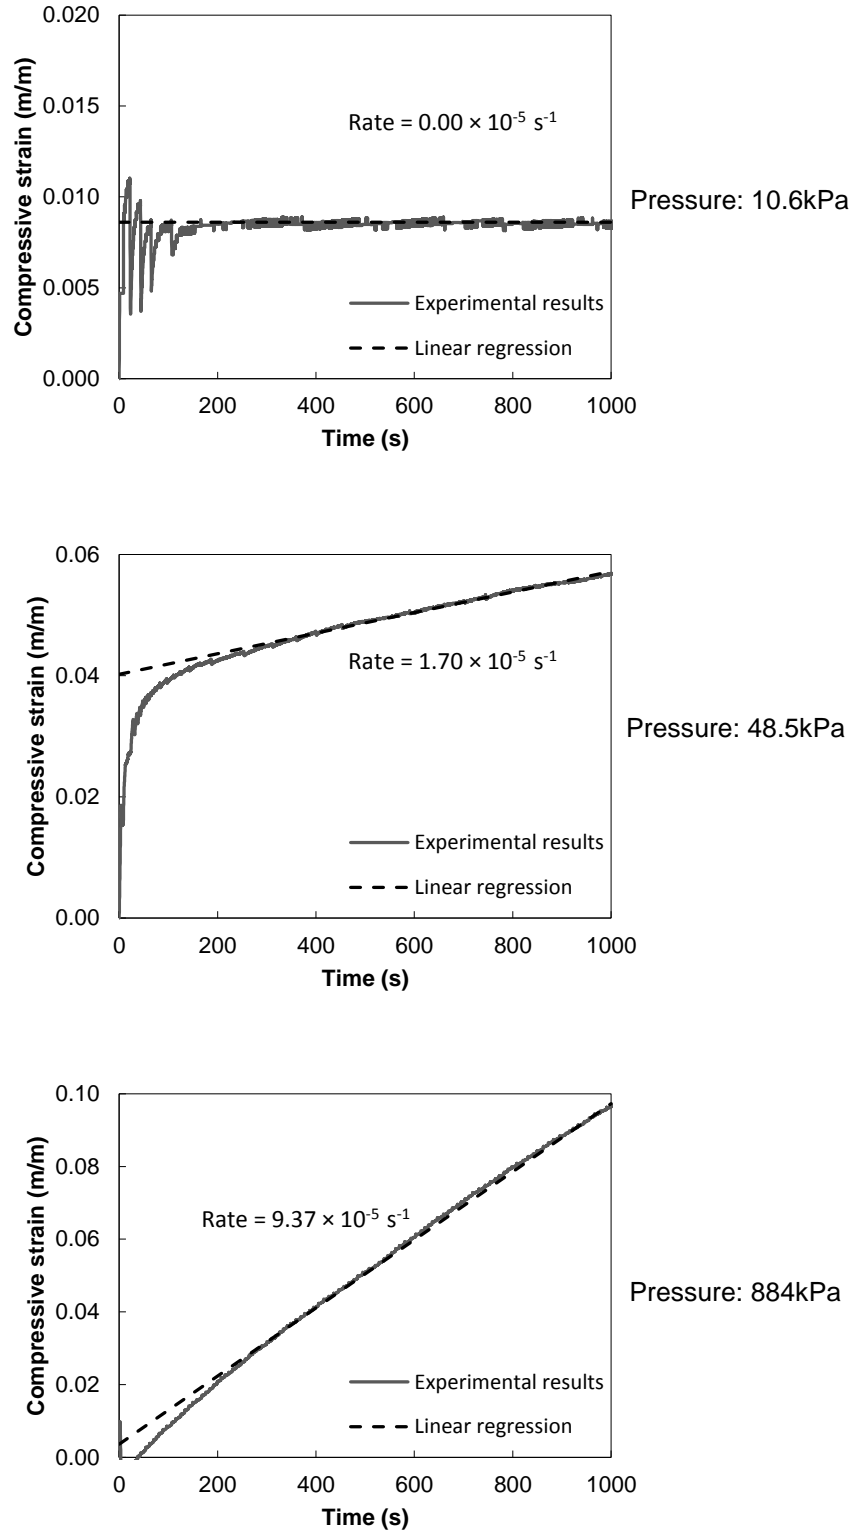 0.020
0.015
0.010
0.005
0.000
Compressive strain (m/m)
Rate = 0.00 × 10⁻⁵ s⁻¹
Experimental results
Linear regression
0 200 400 600 800 1000
Time (s)
Pressure: 10.6kPa
0.06
0.04
0.02
0.00
Compressive strain (m/m)
Rate = 1.70 × 10⁻⁵ s⁻¹
Experimental results
Linear regression
0 200 400 600 800 1000
Time (s)
Pressure: 48.5kPa
0.10
0.08
0.06
0.04
0.02
0.00
Compressive strain (m/m)
Rate = 9.37 × 10⁻⁵ s⁻¹
Experimental results
Linear regression
0 200 400 600 800 1000
Time (s)
Pressure: 884kPa